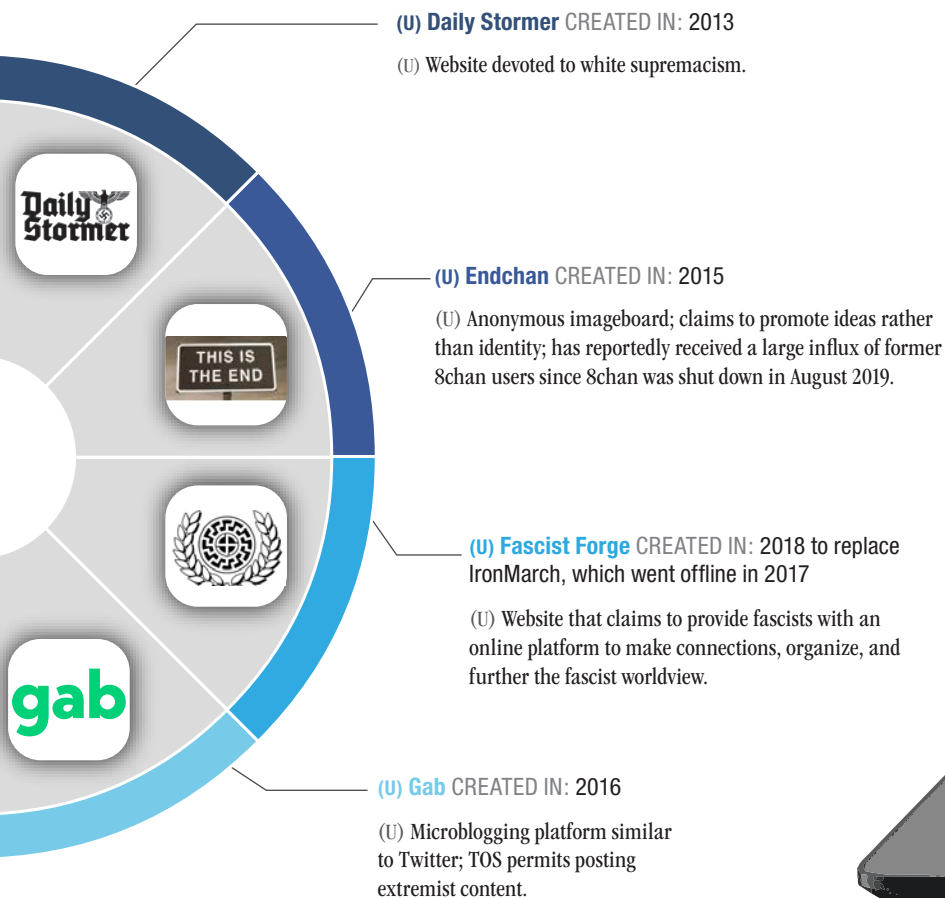 (U) Daily Stormer CREATED IN: 2013
(U) Website devoted to white supremacism.
Daily
Stormer
(U) Endchan CREATED IN: 2015
(U) Anonymous imageboard; claims to promote ideas rather
than identity; has reportedly received a large influx of former
8chan users since 8chan was shut down in August 2019.
THIS IS
THE END
(U) Fascist Forge CREATED IN: 2018 to replace
IronMarch, which went offline in 2017
(U) Website that claims to provide fascists with an
online platform to make connections, organize, and
further the fascist worldview.
gab
(U) Gab CREATED IN: 2016
(U) Microblogging platform similar
to Twitter; TOS permits posting
extremist content.